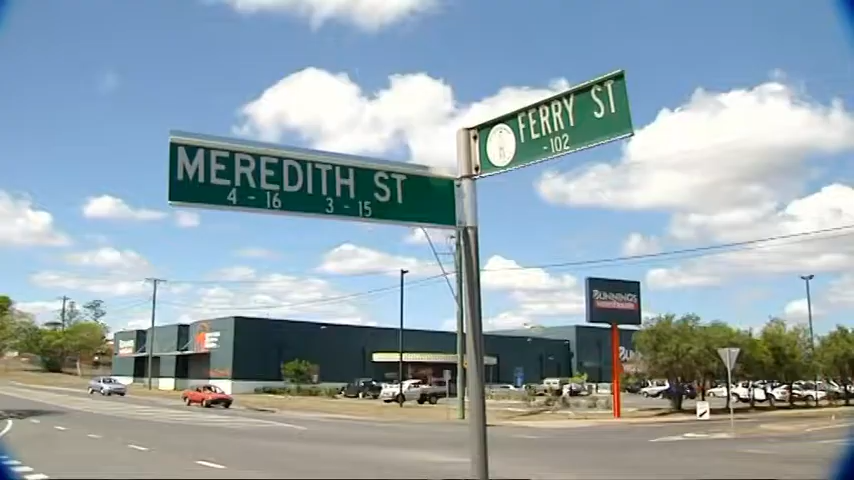 MEREDITH ST
4 - 16 3 - 15
FERRY ST
- 102
BUNNINGS